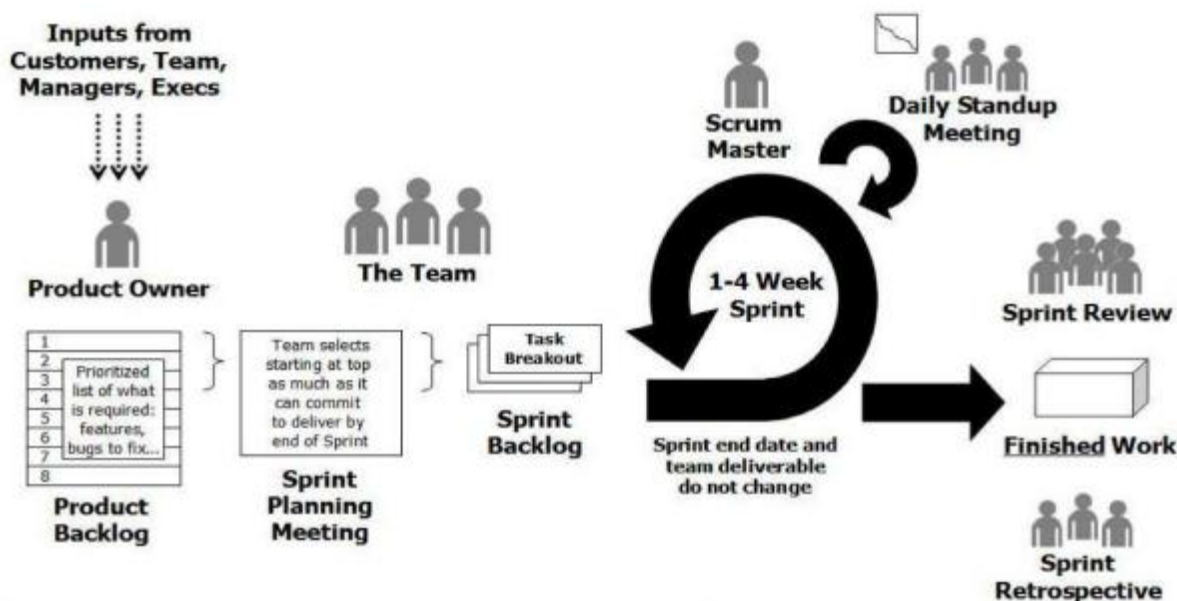 Inputs from
Customers, Team,
Managers, Execs
Product Owner
The Team
Scrum
Master
Daily Standup
Meeting
1
2
3
4
5
6
7
8
Prioritized
list of what
is required:
features,
bugs to fix...
Product
Backlog
Team selects
starting at top
as much as it
can commit
to deliver by
end of Sprint
Sprint
Planning
Meeting
Task
Breakout
Sprint
Backlog
1-4 Week
Sprint
Sprint end date and
team deliverable
do not change
Sprint Review
Finished Work
Sprint
Retrospective